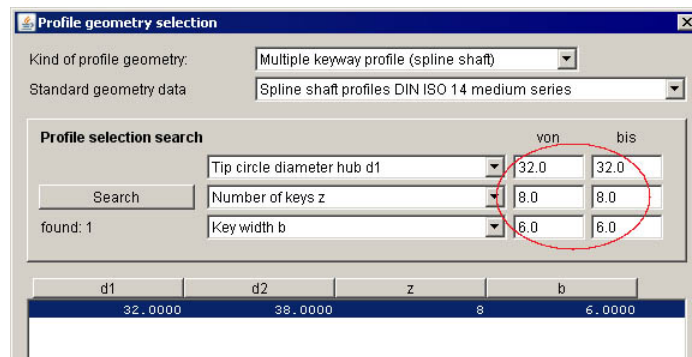 Profile geometry selection
Kind of profile geometry: Multiple keyway profile (spline shaft)
Standard geometry data Spline shaft profiles DIN ISO 14 medium series
Profile selection search von bis
Tip circle diameter hub d1 32.0 32.0
Search Number of keys z 8.0 8.0
found: 1 Key width b 6.0 6.0
d1 d2 z b
32.0000 38.0000 8 6.0000